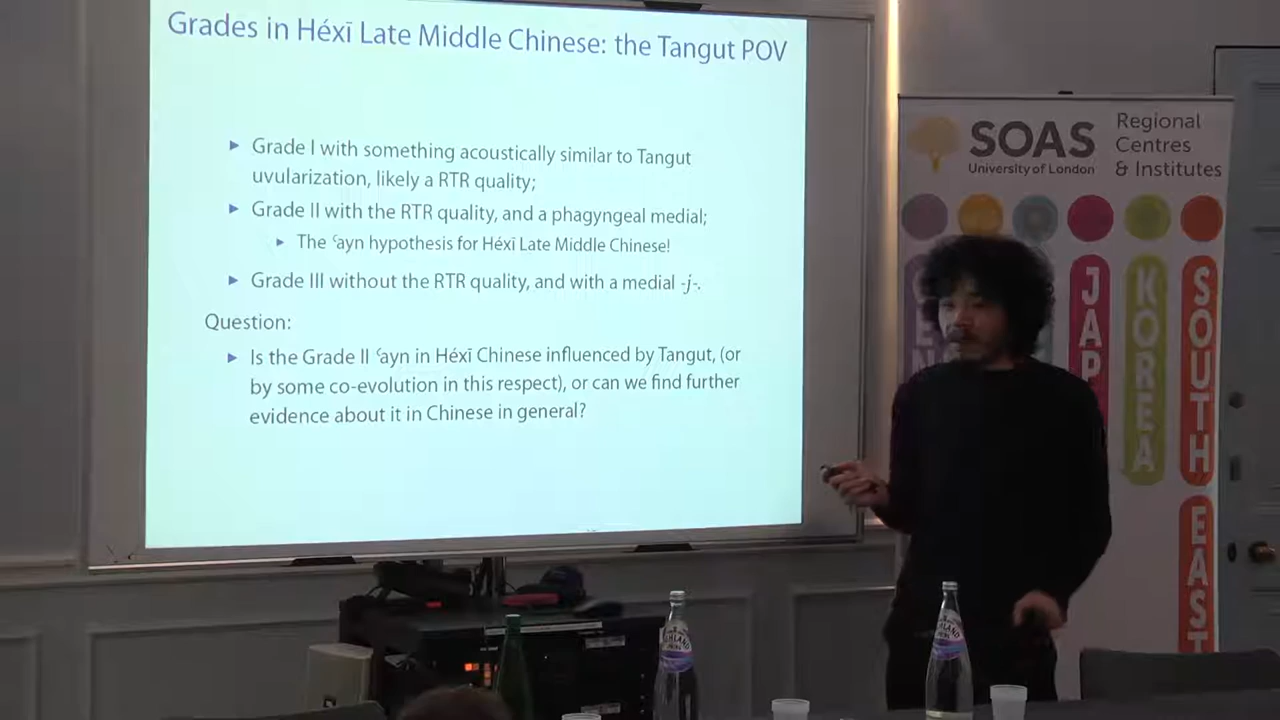 Grades in Héxī Late Middle Chinese: the Tangut POV
▸ Grade I with something acoustically similar to Tangut
uvularization, likely a RTR quality;
▸ Grade II with the RTR quality, and a phagyngeal medial;
▸ The ʿayn hypothesis for Héxī Late Middle Chinese!
▸ Grade III without the RTR quality, and with a medial -j-.
Question:
▸ Is the Grade II ʿayn in Héxī Chinese influenced by Tangut, (or
by some co-evolution in this respect), or can we find further
evidence about it in Chinese in general?
SOAS
University of London
Regional
Centres
& Institutes
JAP
KOREA
SOUTH
EAST